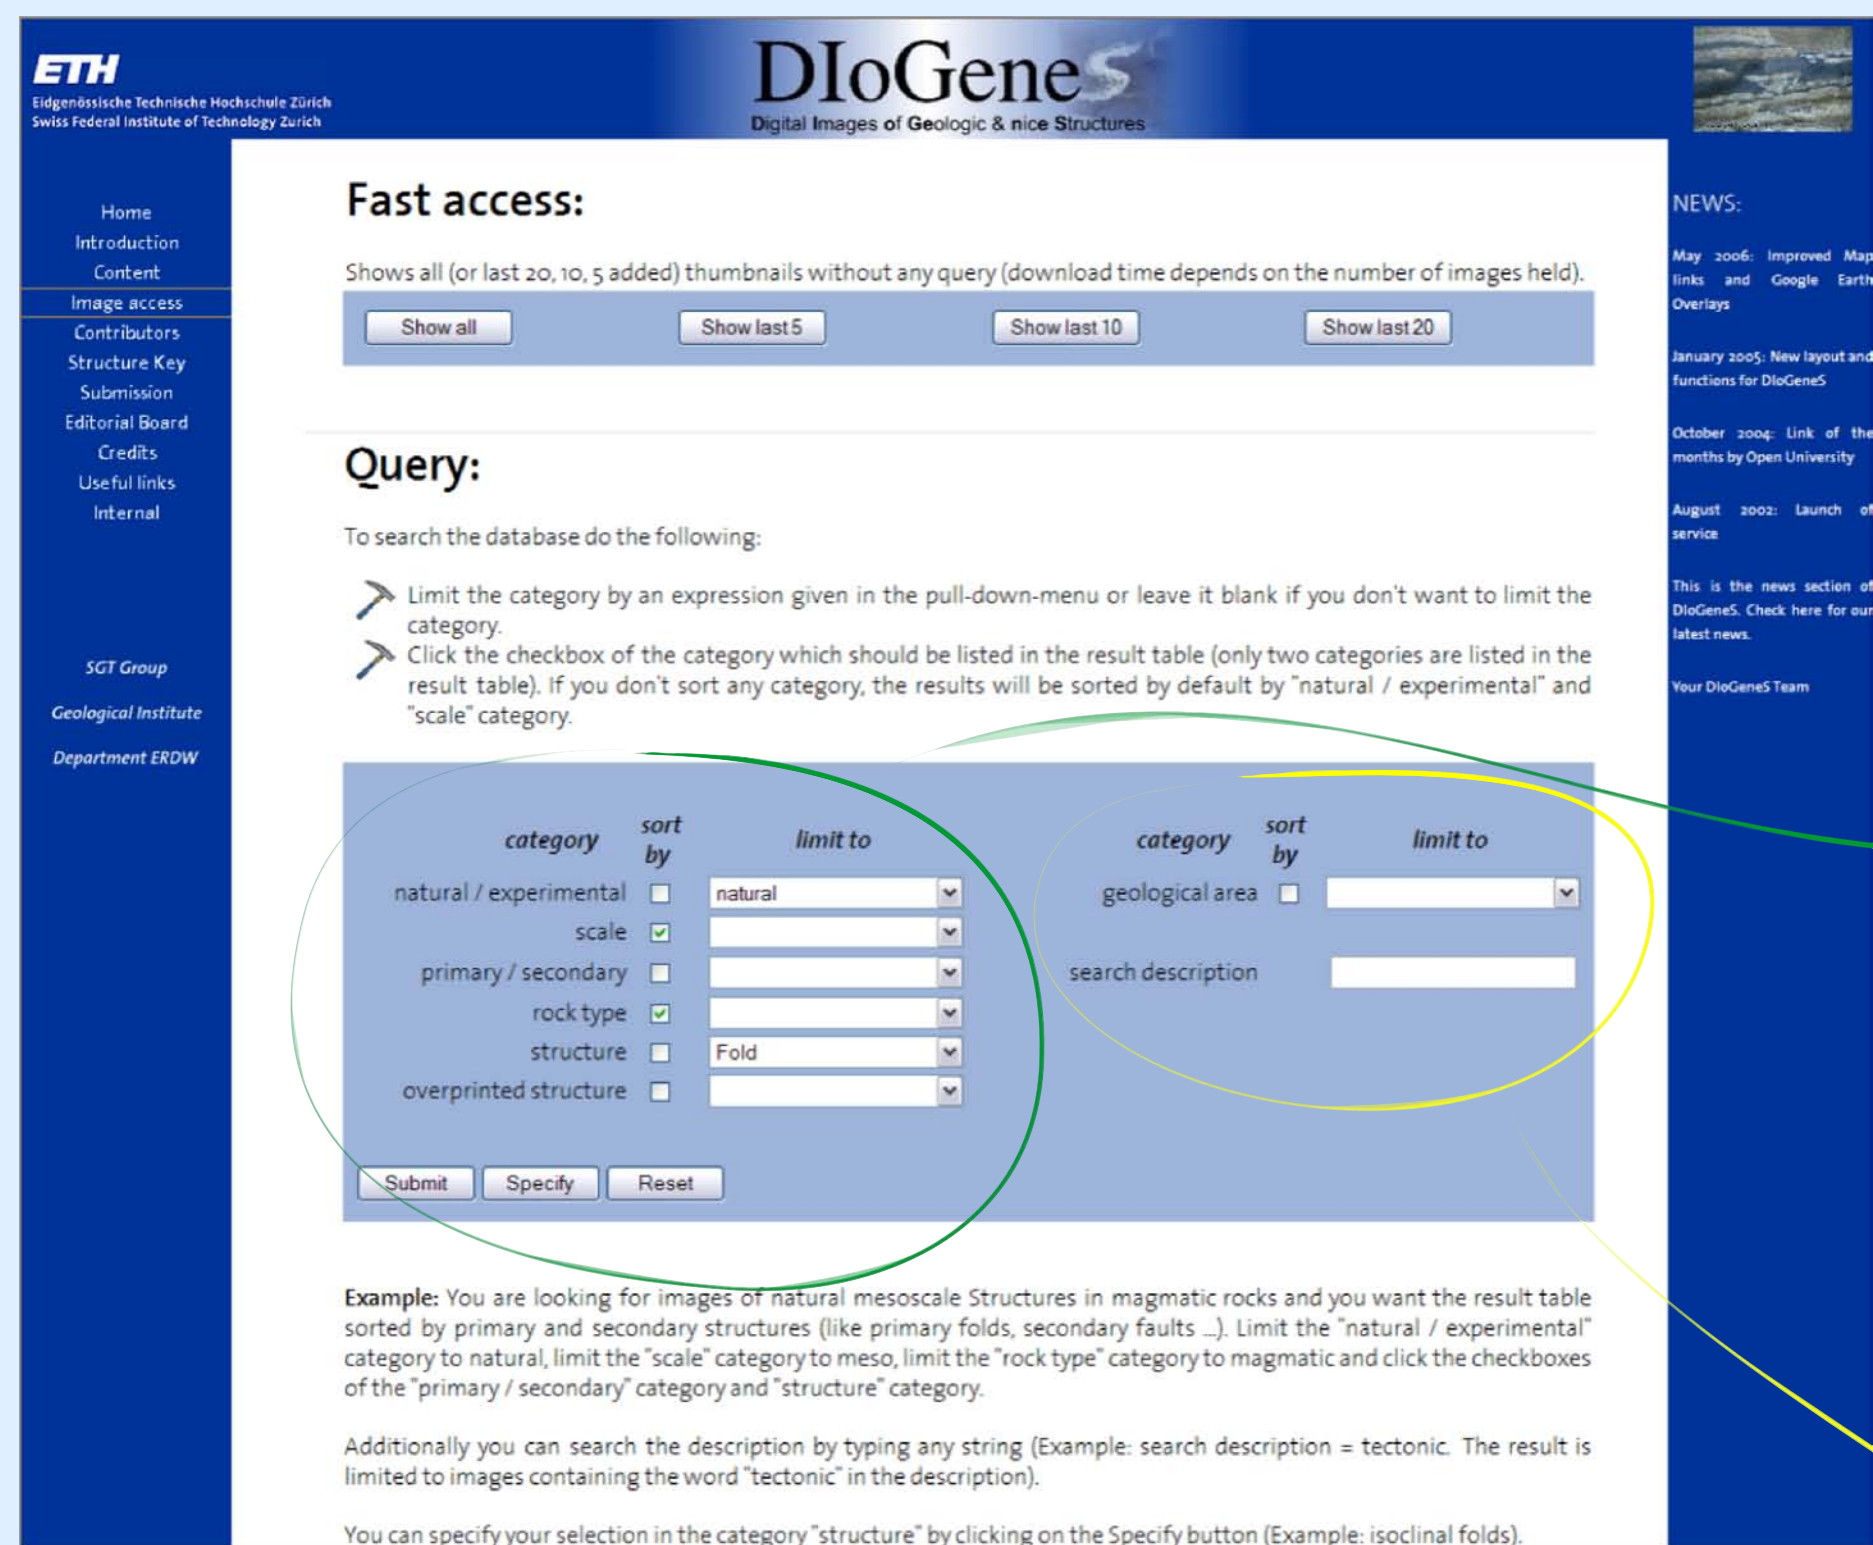 ETH
Eidgenössische Technische Hochschule Zürich
Swiss Federal Institute of Technology Zurich
DIoGeneS
Digital Images of Geologic & nice Structures
Home
Introduction
Content
Image access
Contributors
Structure Key
Submission
Editorial Board
Credits
Useful links
Internal
SGT Group
Geological Institute
Department ERDW
Fast access:
Shows all (or last 20, 10, 5 added) thumbnails without any query (download time depends on the number of images held).
Show all
Show last 5
Show last 10
Show last 20
Query:
To search the database do the following:
Limit the category by an expression given in the pull-down-menu or leave it blank if you don't want to limit the
category.
Click the checkbox of the category which should be listed in the result table (only two categories are listed in the
result table). If you don't sort any category, the results will be sorted by default by "natural / experimental" and
"scale" category.
category sort by limit to
natural / experimental natural
scale
primary / secondary
rock type
structure Fold
overprinted structure
category sort by limit to
geological area
search description
Submit
Specify
Reset
Example: You are looking for images of natural mesoscale Structures in magmatic rocks and you want the result table
sorted by primary and secondary structures (like primary folds, secondary faults ...). Limit the "natural / experimental"
category to natural, limit the "scale" category to meso, limit the "rock type" category to magmatic and click the checkboxes
of the "primary / secondary" category and "structure" category.
Additionally you can search the description by typing any string (Example: search description = tectonic. The result is
limited to images containing the word "tectonic" in the description).
You can specify your selection in the category "structure" by clicking on the Specify button (Example: isoclinal folds).
NEWS:
May 2006: Improved Map
links and Google Earth
Overlays
January 2005: New layout and
functions for DIoGeneS
October 2004: Link of the
months by Open University
August 2002: Launch of
service
This is the news section of
DIoGeneS. Check here for our
latest news.
Your DIoGeneS Team